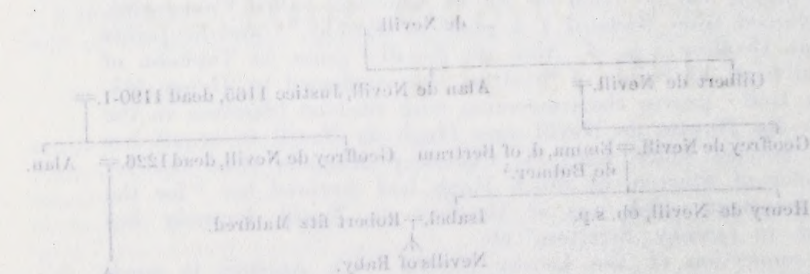 de Nevill.
Gilbert de Nevill. = Alan de Nevill, Justice 1165, dead 1190-1. =
Geoffrey de Nevill. = Emma, d. of Bertram Geoffrey de Nevill, dead 1226. = Alan.
de Bulmer.
Henry de Nevill, ob. s.p. Isabel. = Robert fitz Maldred.
Nevills of Raby.